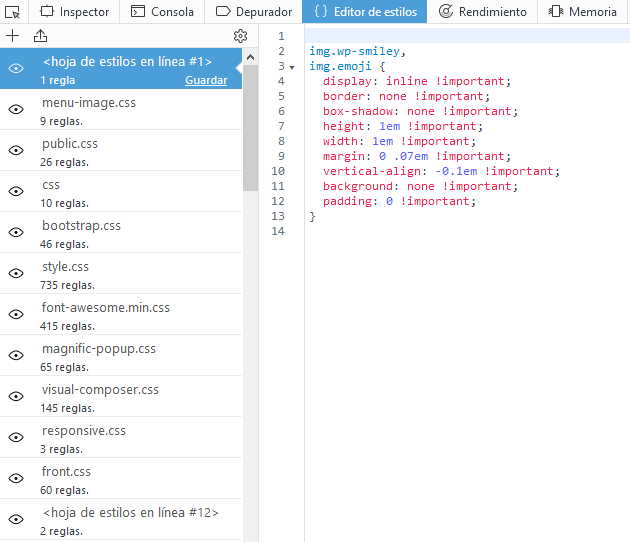 Inspector Consola Depurador { } Editor de estilos Rendimiento Memoria
<hoja de estilos en línea #1>
1 regla Guardar
menu-image.css
9 reglas.
public.css
26 reglas.
css
10 reglas.
bootstrap.css
46 reglas.
style.css
735 reglas.
font-awesome.min.css
415 reglas.
magnific-popup.css
65 reglas.
visual-composer.css
145 reglas.
responsive.css
3 reglas.
front.css
60 reglas.
<hoja de estilos en línea #12>
2 reglas.
1
2 img.wp-smiley,
3 img.emoji {
4 display: inline !important;
5 border: none !important;
6 box-shadow: none !important;
7 height: 1em !important;
8 width: 1em !important;
9 margin: 0 .07em !important;
10 vertical-align: -0.1em !important;
11 background: none !important;
12 padding: 0 !important;
13 }
14